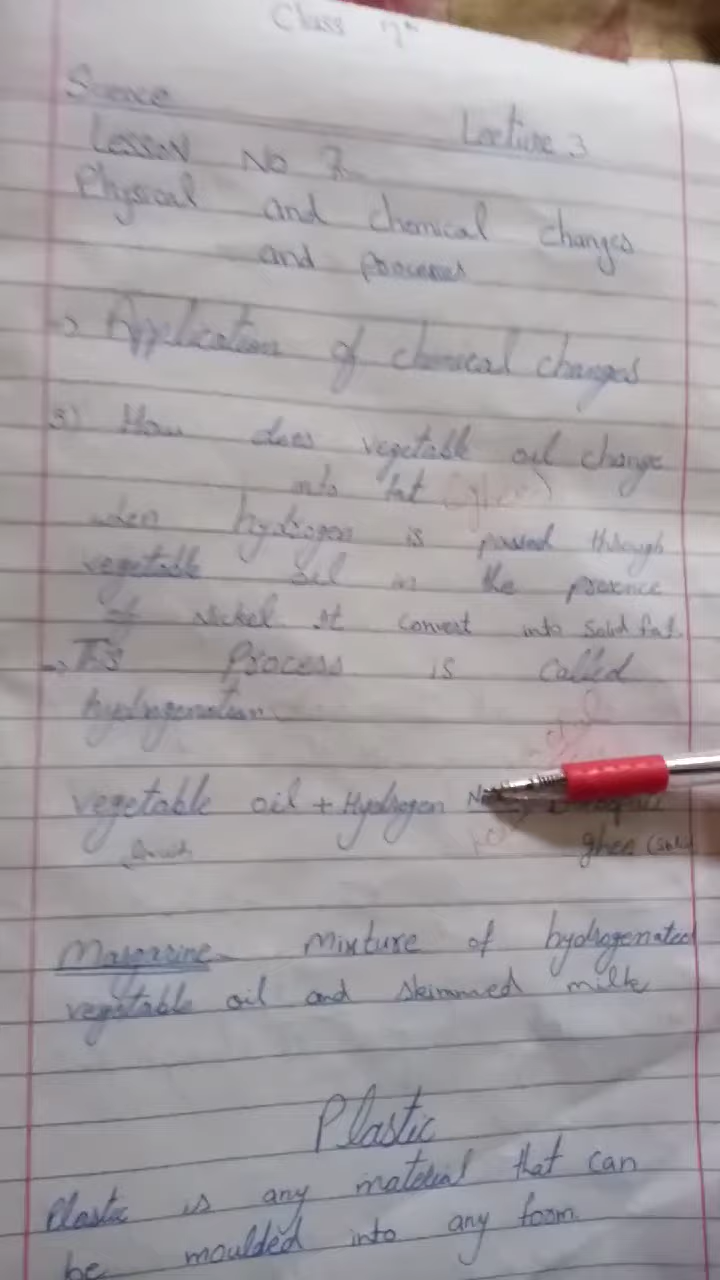 Class 7th
Science
Lecture 3
Lesson No 7
Physical and chemical changes
and processes
Application of chemical changes
3) How does vegetable oil change
into fat (ghee)
when hydrogen is passed through
vegetable oil in the presence
of nickel it convert into solid fat
This Process is called
hydrogenation
vegetable oil + Hydrogen
ghee (solid
Margarine mixture of hydrogenated
vegetable oil and skimmed milk
Plastic
Plastic is any material that can
be moulded into any form.